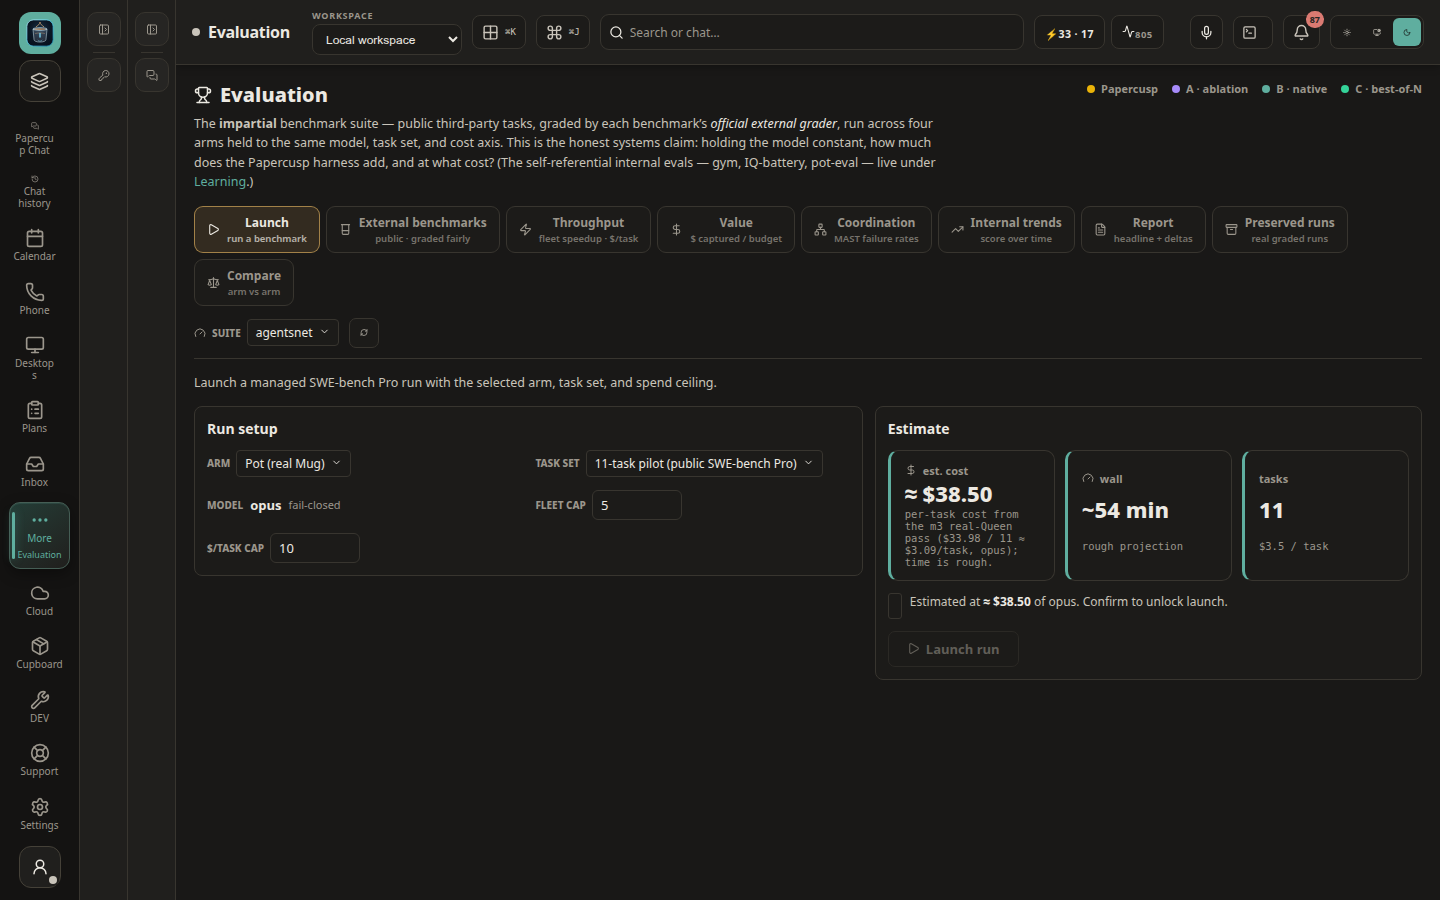 Papercu
p Chat
Chat
history
Calendar
Phone
Desktop
s
Plans
Inbox
More
Evaluation
Cloud
Cupboard
DEV
Support
Settings
Evaluation
WORKSPACE
Local workspace
⌘K
⌘J
Search or chat...
⚡33 · 17
805
87
Evaluation
Papercusp
A · ablation
B · native
C · best-of-N
The impartial benchmark suite — public third-party tasks, graded by each benchmark's official external grader, run across four
arms held to the same model, task set, and cost axis. This is the honest systems claim: holding the model constant, how much
does the Papercusp harness add, and at what cost? (The self-referential internal evals — gym, IQ-battery, pot-eval — live under
Learning.)
Launch
run a benchmark
External benchmarks
public · graded fairly
Throughput
fleet speedup · $/task
Value
$ captured / budget
Coordination
MAST failure rates
Internal trends
score over time
Report
headline + deltas
Preserved runs
real graded runs
Compare
arm vs arm
SUITE
agentsnet
Launch a managed SWE-bench Pro run with the selected arm, task set, and spend ceiling.
Run setup
ARM
Pot (real Mug)
TASK SET
11-task pilot (public SWE-bench Pro)
MODEL opus fail-closed
FLEET CAP
5
$/TASK CAP
10
Estimate
est. cost
≈ $38.50
per-task cost from
the m3 real-Queen
pass ($33.98 / 11 ≈
$3.09/task, opus);
time is rough.
wall
~54 min
rough projection
tasks
11
$3.5 / task
Estimated at ≈ $38.50 of opus. Confirm to unlock launch.
Launch run